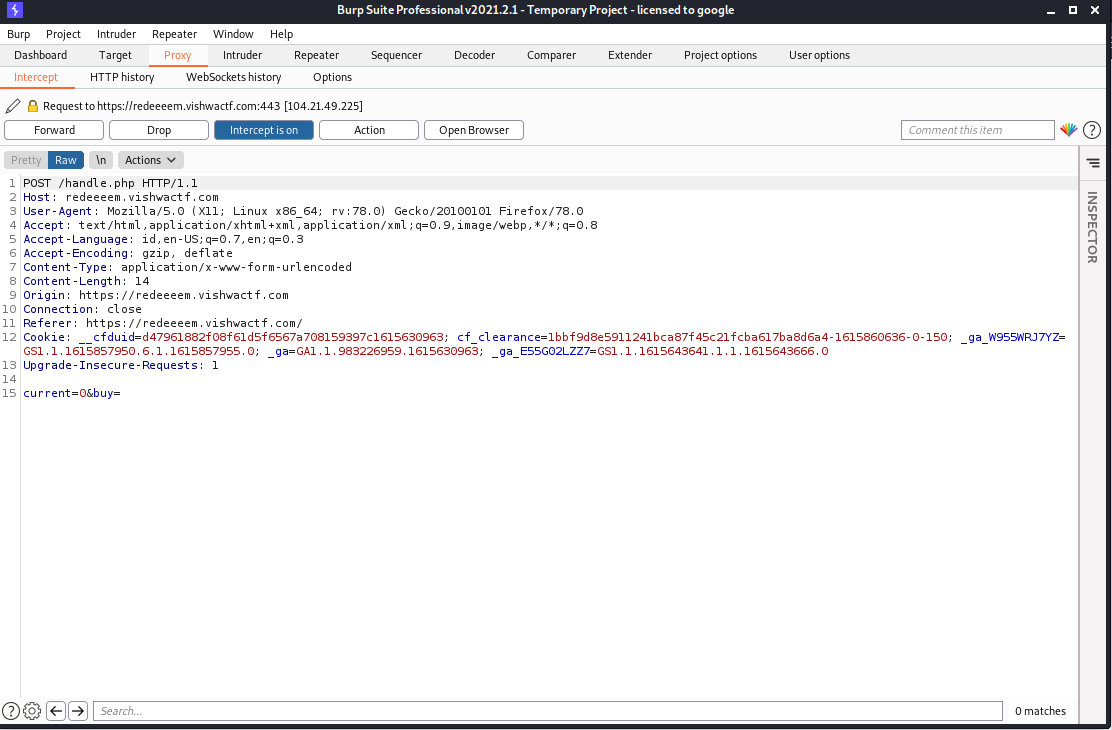 Burp Suite Professional v2021.2.1 - Temporary Project - licensed to google
Burp Project Intruder Repeater Window Help
Dashboard Target Proxy Intruder Repeater Sequencer Decoder Comparer Extender Project options User options
Intercept HTTP history WebSockets history Options
Request to https://redeeeem.vishwactf.com:443 [104.21.49.225]
Forward Drop Intercept is on Action Open Browser Comment this item ?
Pretty Raw \n Actions
INSPECTOR
1 POST /handle.php HTTP/1.1
2 Host: redeeeem.vishwactf.com
3 User-Agent: Mozilla/5.0 (X11; Linux x86_64; rv:78.0) Gecko/20100101 Firefox/78.0
4 Accept: text/html,application/xhtml+xml,application/xml;q=0.9,image/webp,*/*;q=0.8
5 Accept-Language: id,en-US;q=0.7,en;q=0.3
6 Accept-Encoding: gzip, deflate
7 Content-Type: application/x-www-form-urlencoded
8 Content-Length: 14
9 Origin: https://redeeeem.vishwactf.com
10 Connection: close
11 Referer: https://redeeeem.vishwactf.com/
12 Cookie: __cfduid=d47961882f08f61d5f6567a708159397c1615630963; cf_clearance=1bbf9d8e5911241bca87f45c21fcba617ba8d6a4-1615860636-0-150; _ga_W955WRJ7YZ=
GS1.1.1615857950.6.1.1615857955.0; _ga=GA1.1.983226959.1615630963; _ga_E55G02LZZ7=GS1.1.1615643641.1.1.1615643666.0
13 Upgrade-Insecure-Requests: 1
14
15 current=0&buy=
? Search... 0 matches